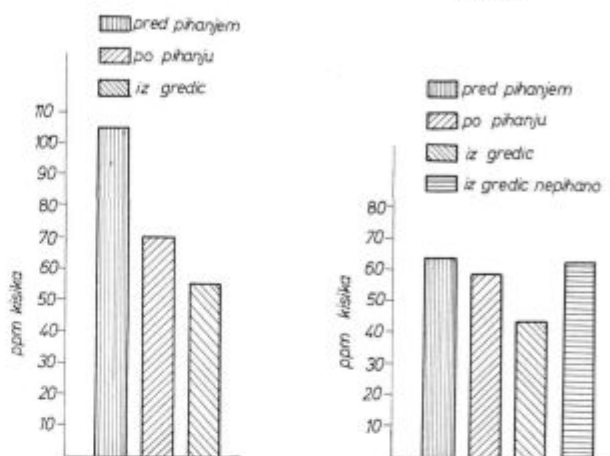 pred pihanjem
po pihanju
iz gredic
110
100
90
80
70
60
50
40
30
20
10
ppm kisika
pred pihanjem
po pihanju
iz gredic
iz gredic nepihano
80
70
60
50
40
30
20
10
ppm kisika